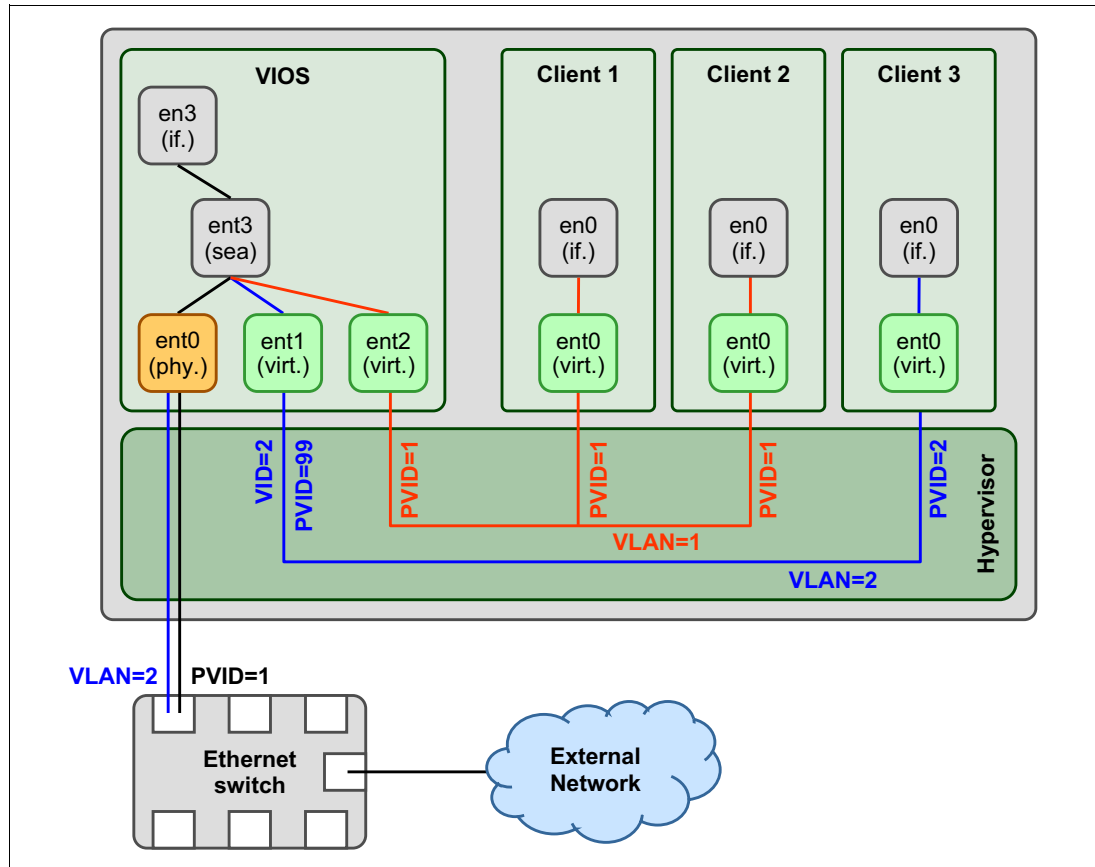 VIOS
Client 1
Client 2
Client 3
en3
(if.)
ent3
(sea)
en0
(if.)
en0
(if.)
en0
(if.)
ent0
(phy.)
ent1
(virt.)
ent2
(virt.)
ent0
(virt.)
ent0
(virt.)
ent0
(virt.)
VID=2
PVID=99
PVID=1
PVID=1
PVID=1
PVID=2
Hypervisor
VLAN=1
VLAN=2
VLAN=2
PVID=1
Ethernet
switch
External
Network